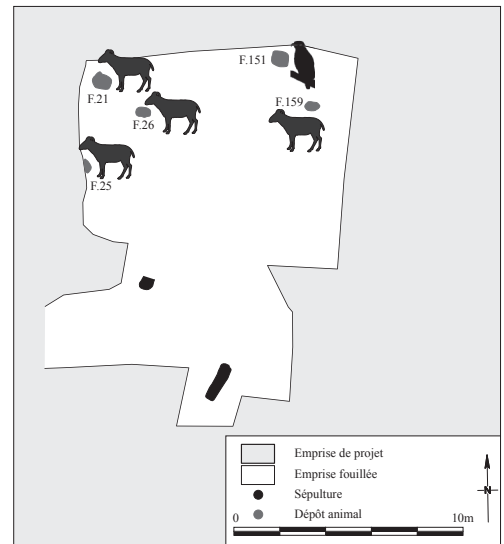 F.151
F.21
F.159
F.26
F.25
Emprise de projet
Emprise fouillée
Sépulture
Dépôt animal
N
0 10m